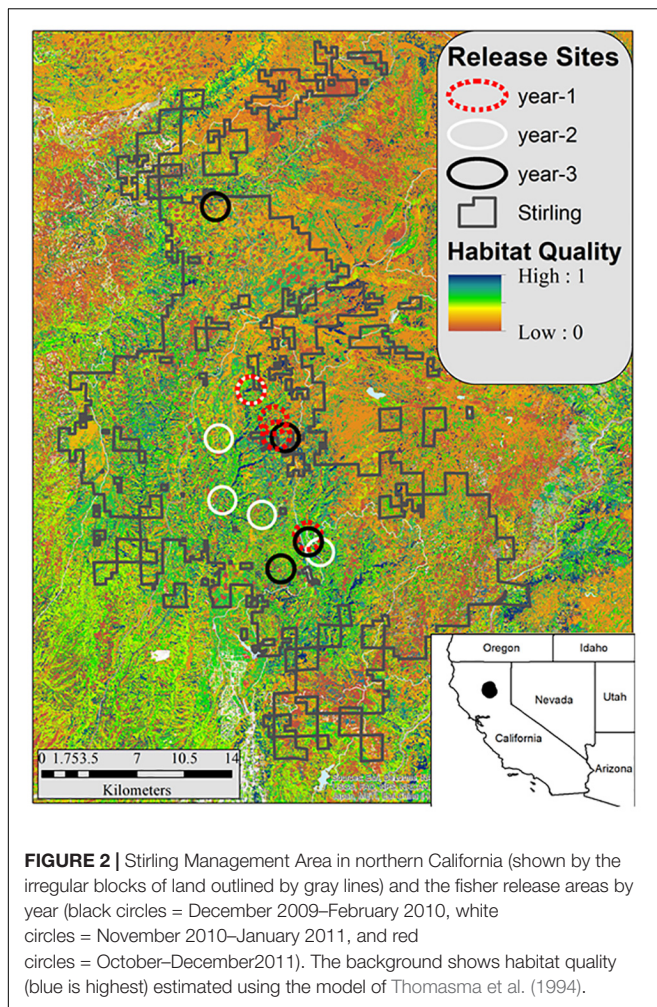 Release Sites
year-1
year-2
year-3
Stirling
Habitat Quality
High : 1
Low : 0
Oregon
Idaho
Nevada
Utah
California
Arizona
0 1.753.5 7 10.5 14
Kilometers
FIGURE 2 | Stirling Management Area in northern California (shown by the
irregular blocks of land outlined by gray lines) and the fisher release areas by
year (black circles = December 2009–February 2010, white
circles = November 2010–January 2011, and red
circles = October–December2011). The background shows habitat quality
(blue is highest) estimated using the model of Thomasma et al. (1994).